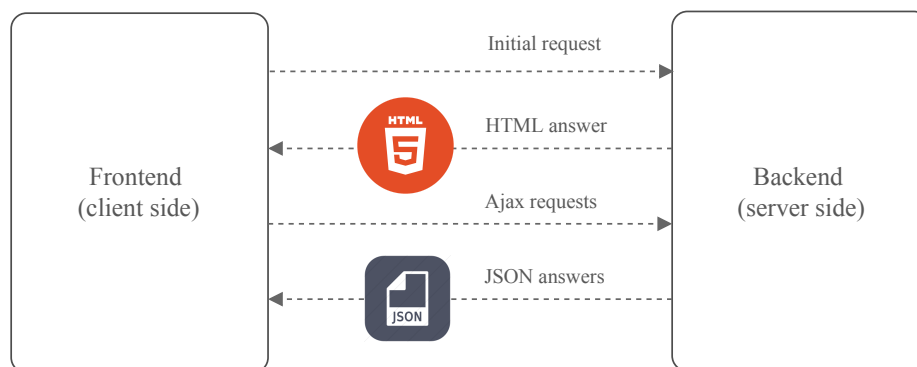 Initial request
HTML
5
HTML answer
Frontend
(client side)
Backend
(server side)
Ajax requests
JSON answers
JSON